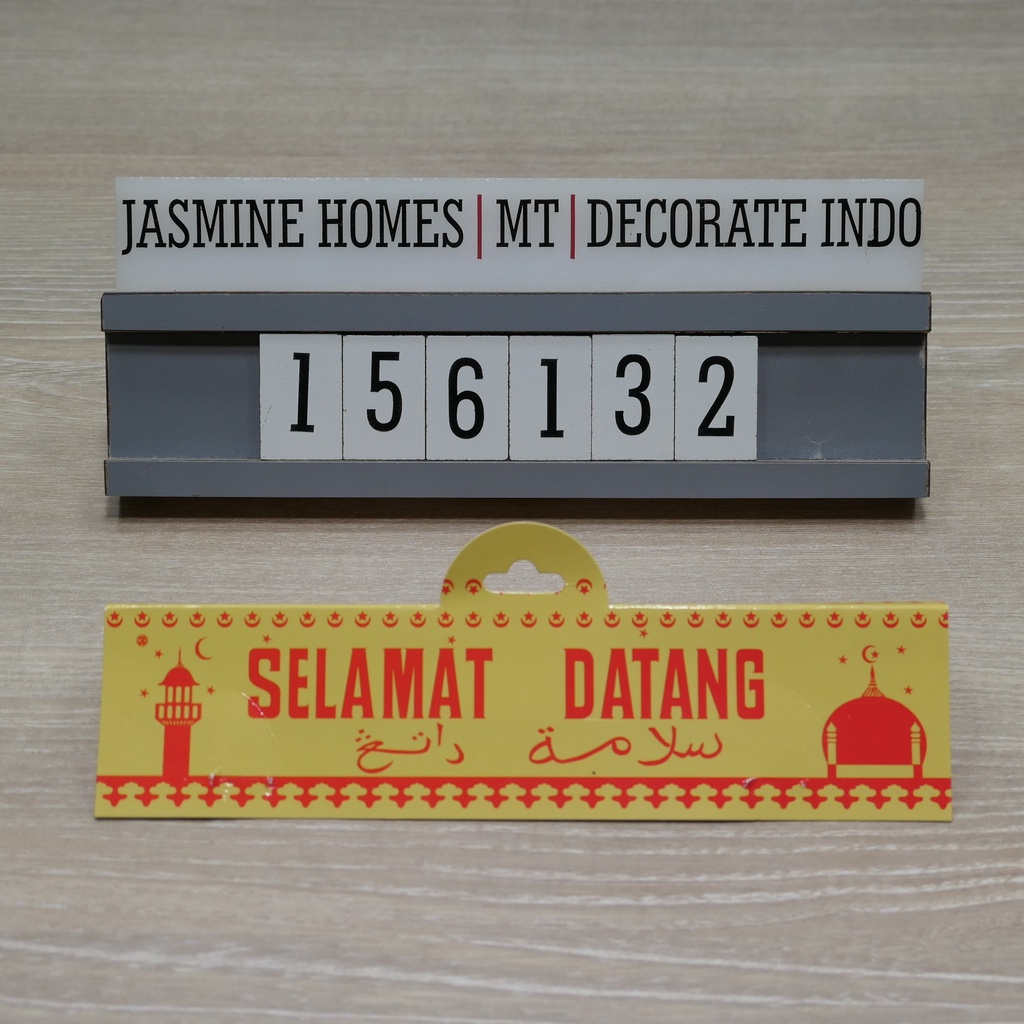 JASMINE HOMES|MT|DECORATE INDO
156132
SELAMAT DATANG
سلامة داتڠ